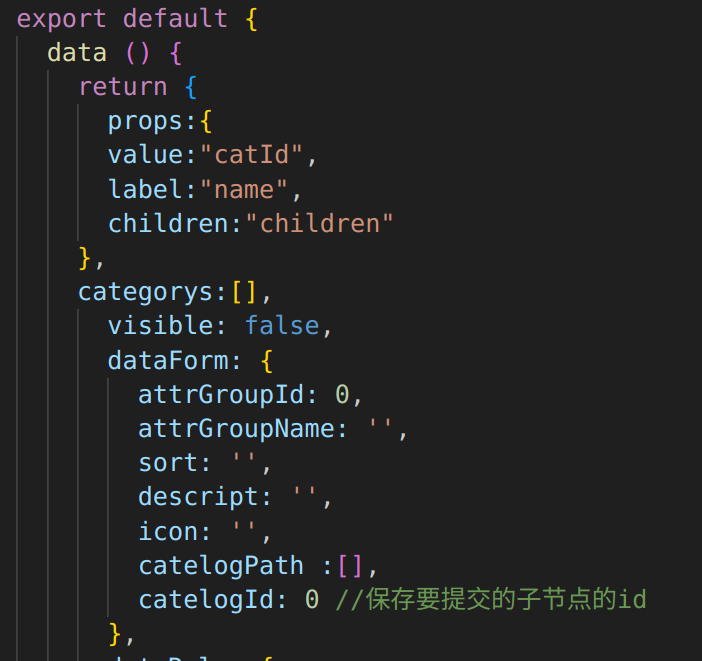 export default {
data () {
return {
props:{
value:"catId",
label:"name",
children:"children"
},
categorys:[],
visible: false,
dataForm: {
attrGroupId: 0,
attrGroupName: '',
sort: '',
descript: '',
icon: '',
catelogPath :[],
catelogId: 0 //保存要提交的子节点的id
},